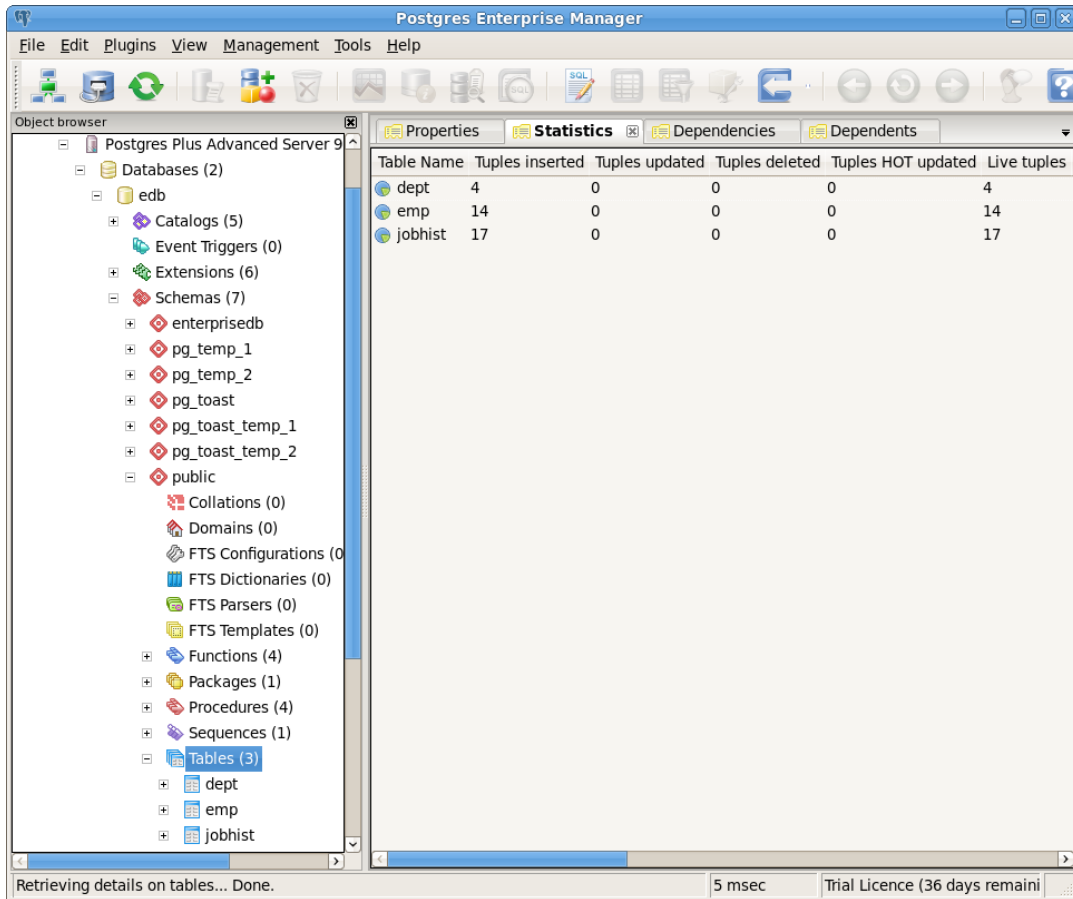 Postgres Enterprise Manager
File Edit Plugins View Management Tools Help
SQL
SQL
Object browser
Postgres Plus Advanced Server 9
Databases (2)
edb
Catalogs (5)
Event Triggers (0)
Extensions (6)
Schemas (7)
enterprisedb
pg_temp_1
pg_temp_2
pg_toast
pg_toast_temp_1
pg_toast_temp_2
public
Collations (0)
Domains (0)
FTS Configurations (0
FTS Dictionaries (0)
FTS Parsers (0)
FTS Templates (0)
Functions (4)
Packages (1)
Procedures (4)
Sequences (1)
Tables (3)
dept
emp
jobhist
Properties Statistics Dependencies Dependents
Table Name Tuples inserted Tuples updated Tuples deleted Tuples HOT updated Live tuples
dept 4 0 0 0 4
emp 14 0 0 0 14
jobhist 17 0 0 0 17
Retrieving details on tables... Done. 5 msec Trial Licence (36 days remaini